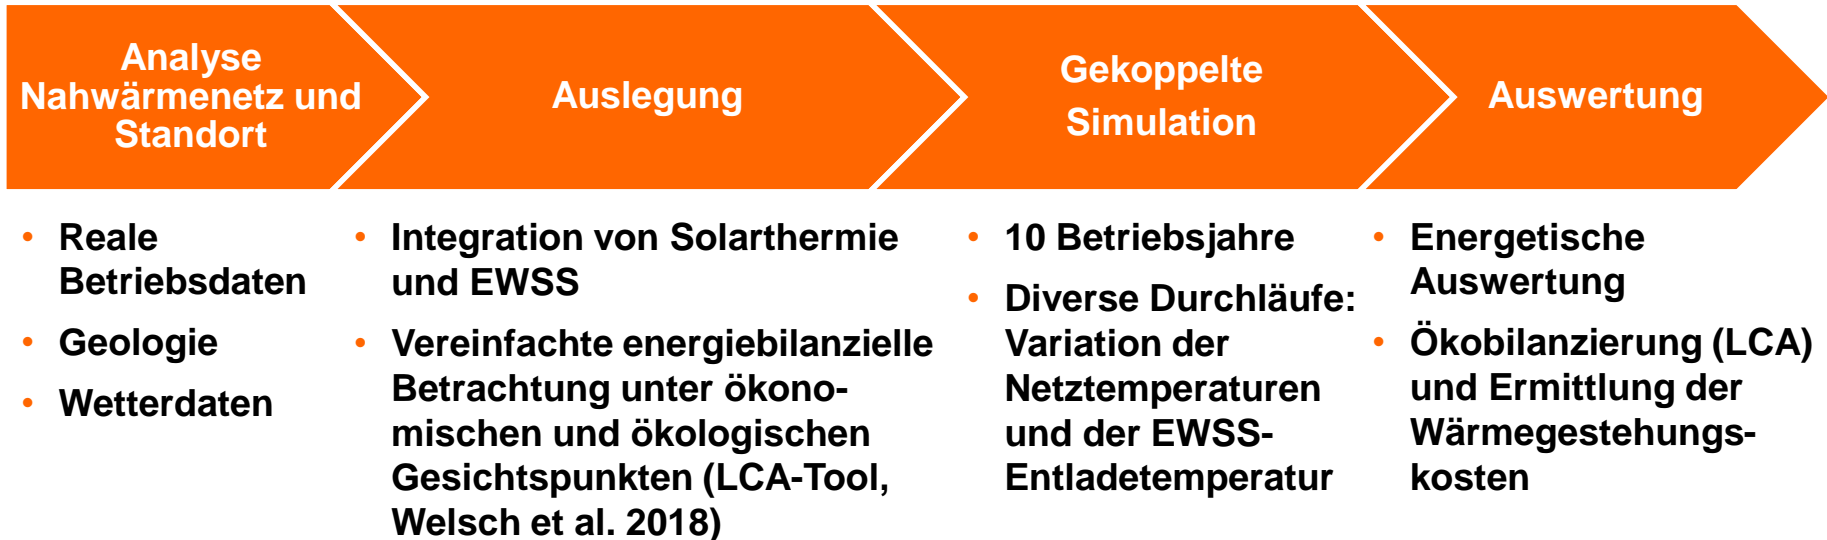 Analyse
Nahwärmenetz und
Standort
Auslegung
Gekoppelte
Simulation
Auswertung
• Reale
Betriebsdaten
• Geologie
• Wetterdaten
• Integration von Solarthermie
und EWSS
• Vereinfachte energiebilanzielle
Betrachtung unter ökono-
mischen und ökologischen
Gesichtspunkten (LCA-Tool,
Welsch et al. 2018)
• 10 Betriebsjahre
• Diverse Durchläufe:
Variation der
Netztemperaturen
und der EWSS-
Entladetemperatur
• Energetische
Auswertung
• Ökobilanzierung (LCA)
und Ermittlung der
Wärmegestehungs-
kosten